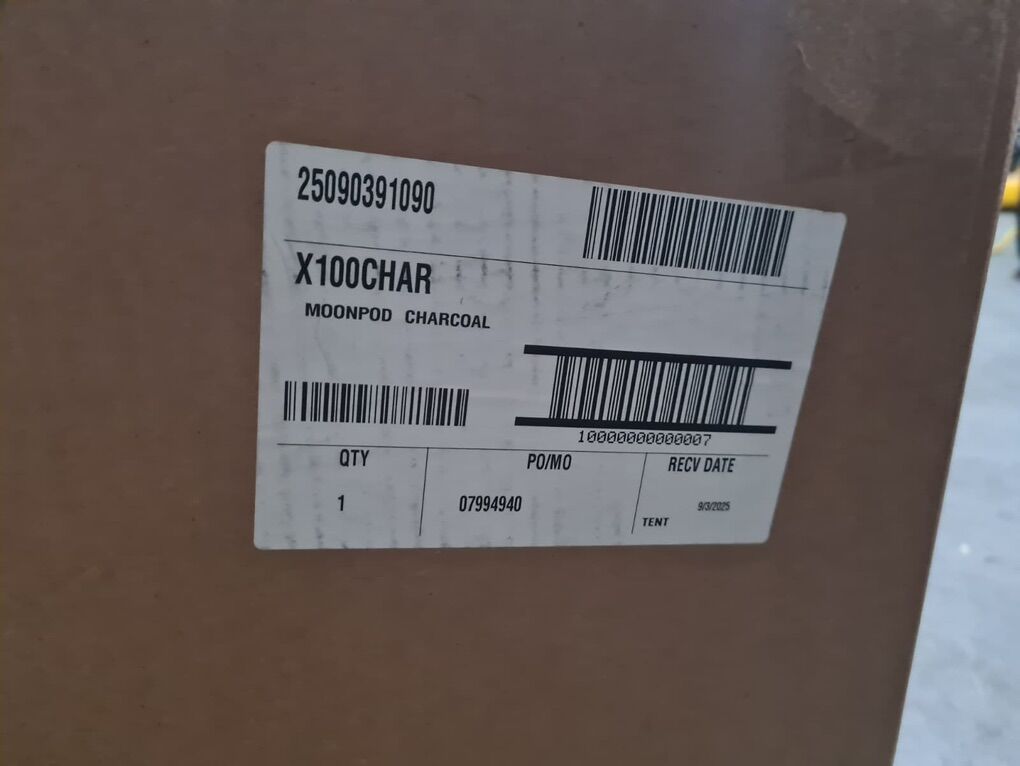 25090391090
X100CHAR
MOONPOD CHARCOAL
10000000000007
QTY
PO/MO
RECV DATE
1
07994940
9/3/2025
TENT